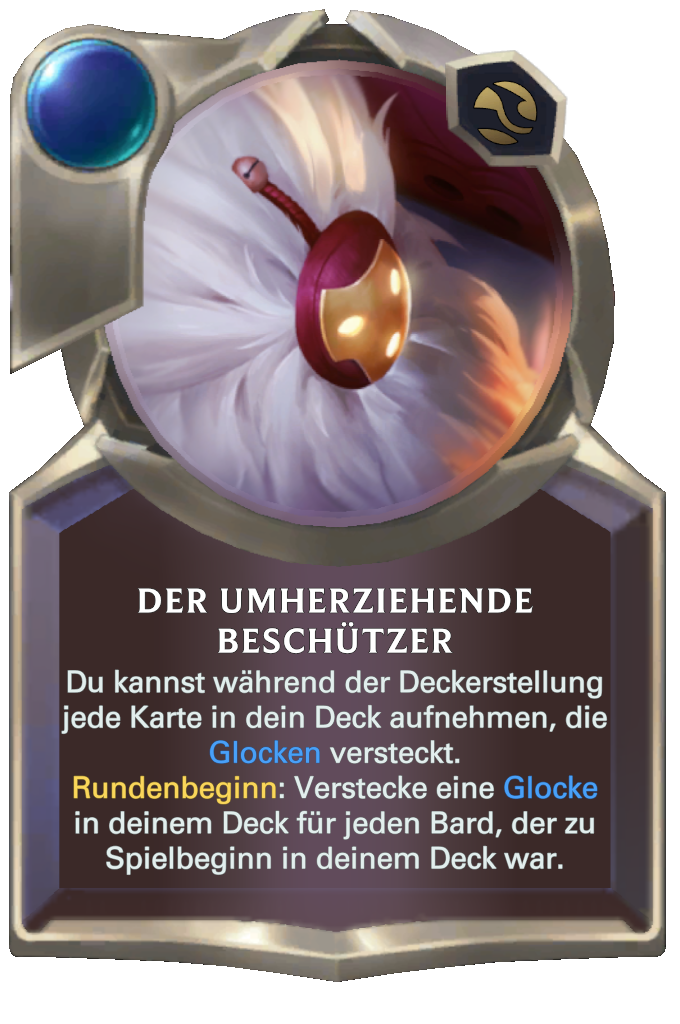 DER UMHERZIEHENDE
BESCHÜTZER
Du kannst während der Deckerstellung
jede Karte in dein Deck aufnehmen, die
Glocken versteckt.
Rundenbeginn: Verstecke eine Glocke
in deinem Deck für jeden Bard, der zu
Spielbeginn in deinem Deck war.